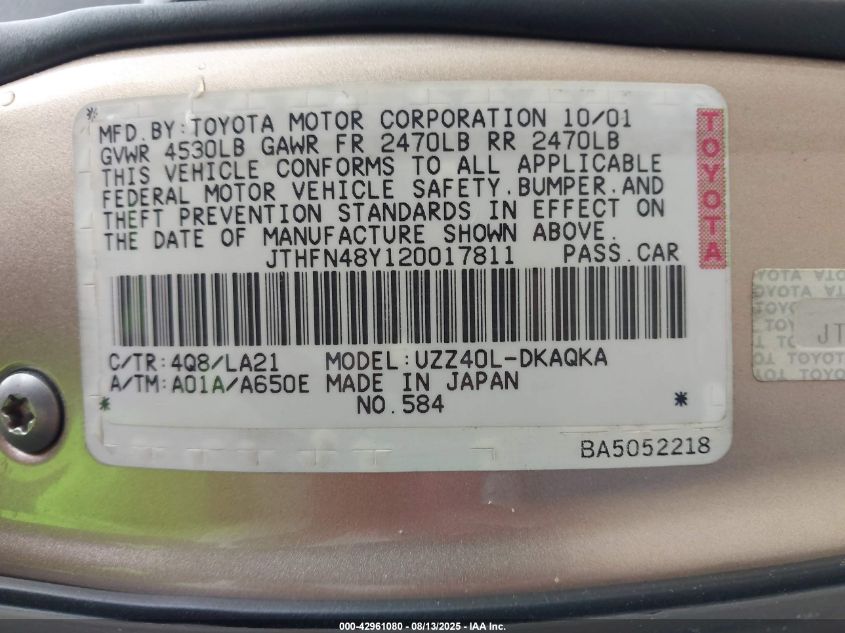 MFD. BY: TOYOTA MOTOR CORPORATION 10/01
GVWR 4530LB GAWR FR 2470LB RR 2470LB
THIS VEHICLE CONFORMS TO ALL APPLICABLE
FEDERAL MOTOR VEHICLE SAFETY.BUMPER.AND
THEFT PREVENTION STANDARDS IN EFFECT ON
THE DATE OF MANUFACTURE SHOWN ABOVE.
JTHFN48Y120017811 PASS.CAR
TOYOTA
C/TR:4Q8/LA21 MODEL:UZZ40L-DKAQKA
A/TM:A01A/A650E MADE IN JAPAN
* NO.584 *
BA5052218
TOYOTA
JT
000-42961080 - 08/13/2025 - IAA Inc.